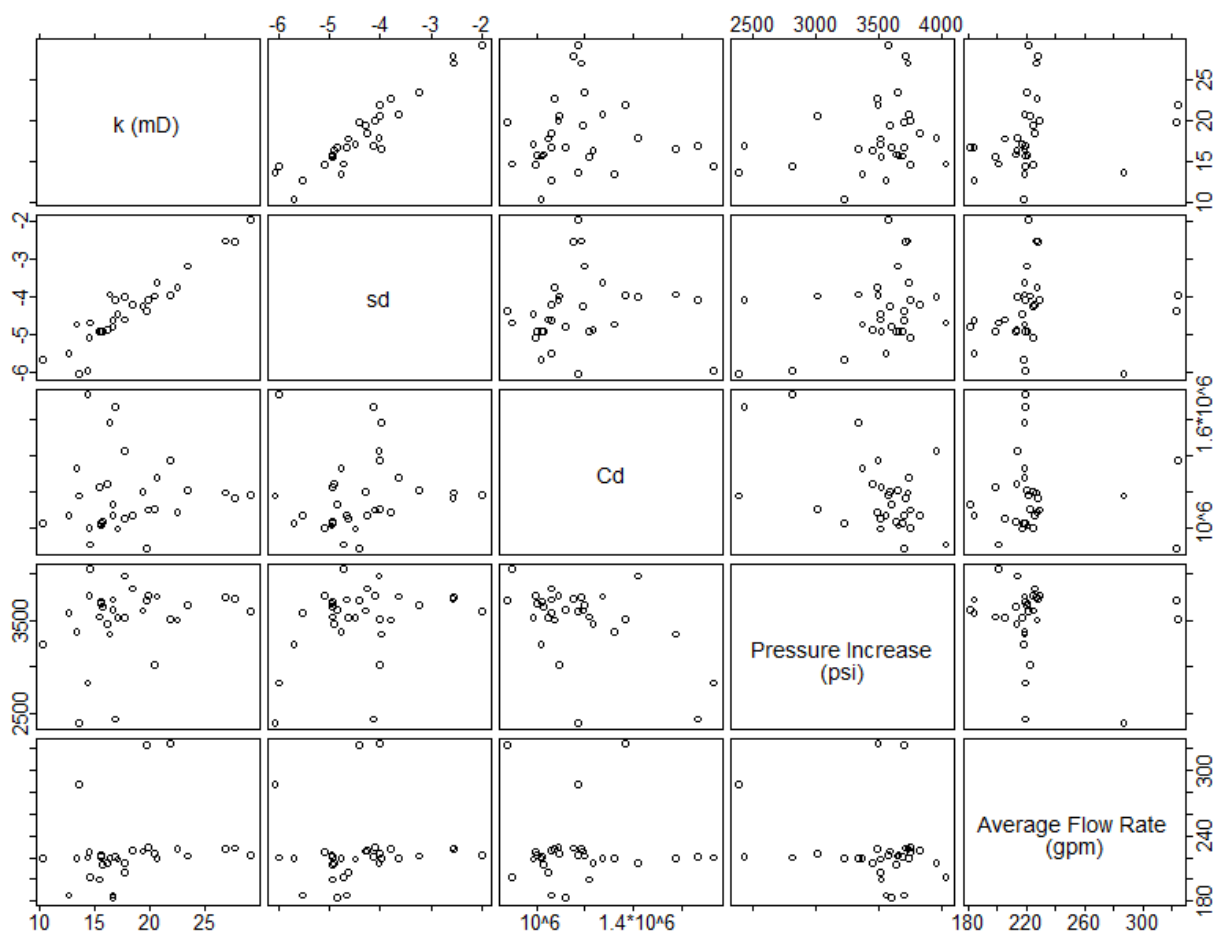 -6 -5 -4 -3 -2 2500 3000 3500 4000
k (mD)
10 15 20 25
-6 -5 -4 -3 -2
sd
Cd
10^6 1.6*10^6
2500 3500
Pressure Increase
(psi)
Average Flow Rate
(gpm)
180 240 300
10 15 20 25 10^6 1.4*10^6 180 220 260 300